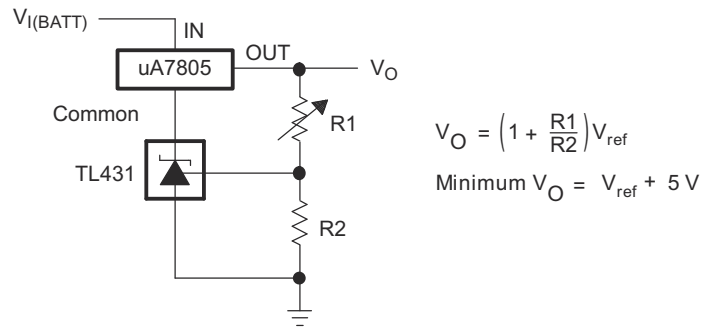 V_I(BATT)
IN
OUT
uA7805
V_O
Common
R1
TL431
R2
V_O = (1 + R1/R2) V_ref
Minimum V_O = V_ref + 5 V